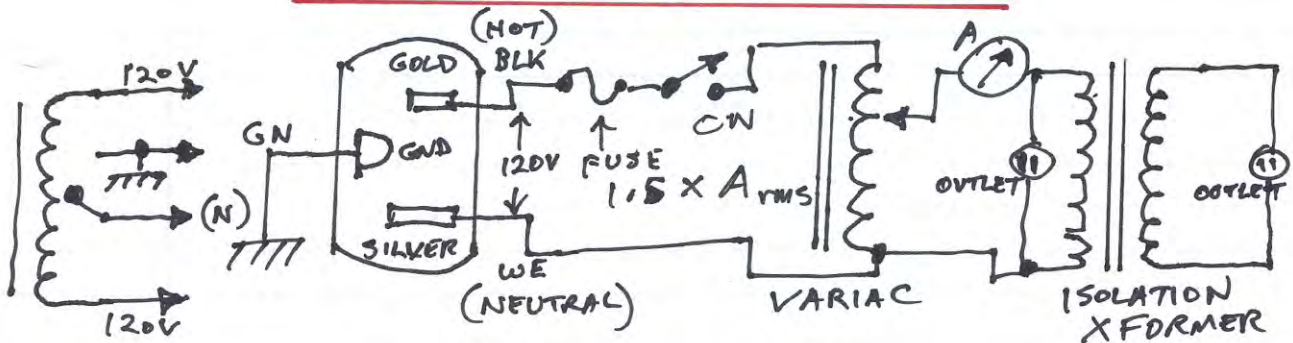 120V
GN
(N)
120V
(HOT)
GOLD
BLK
GND
SILVER
120V
FUSE
1.5 × Arms
WE
(NEUTRAL)
CW
VARIAC
A
OUTLET
ISOLATION
XFORMER
OUTLET